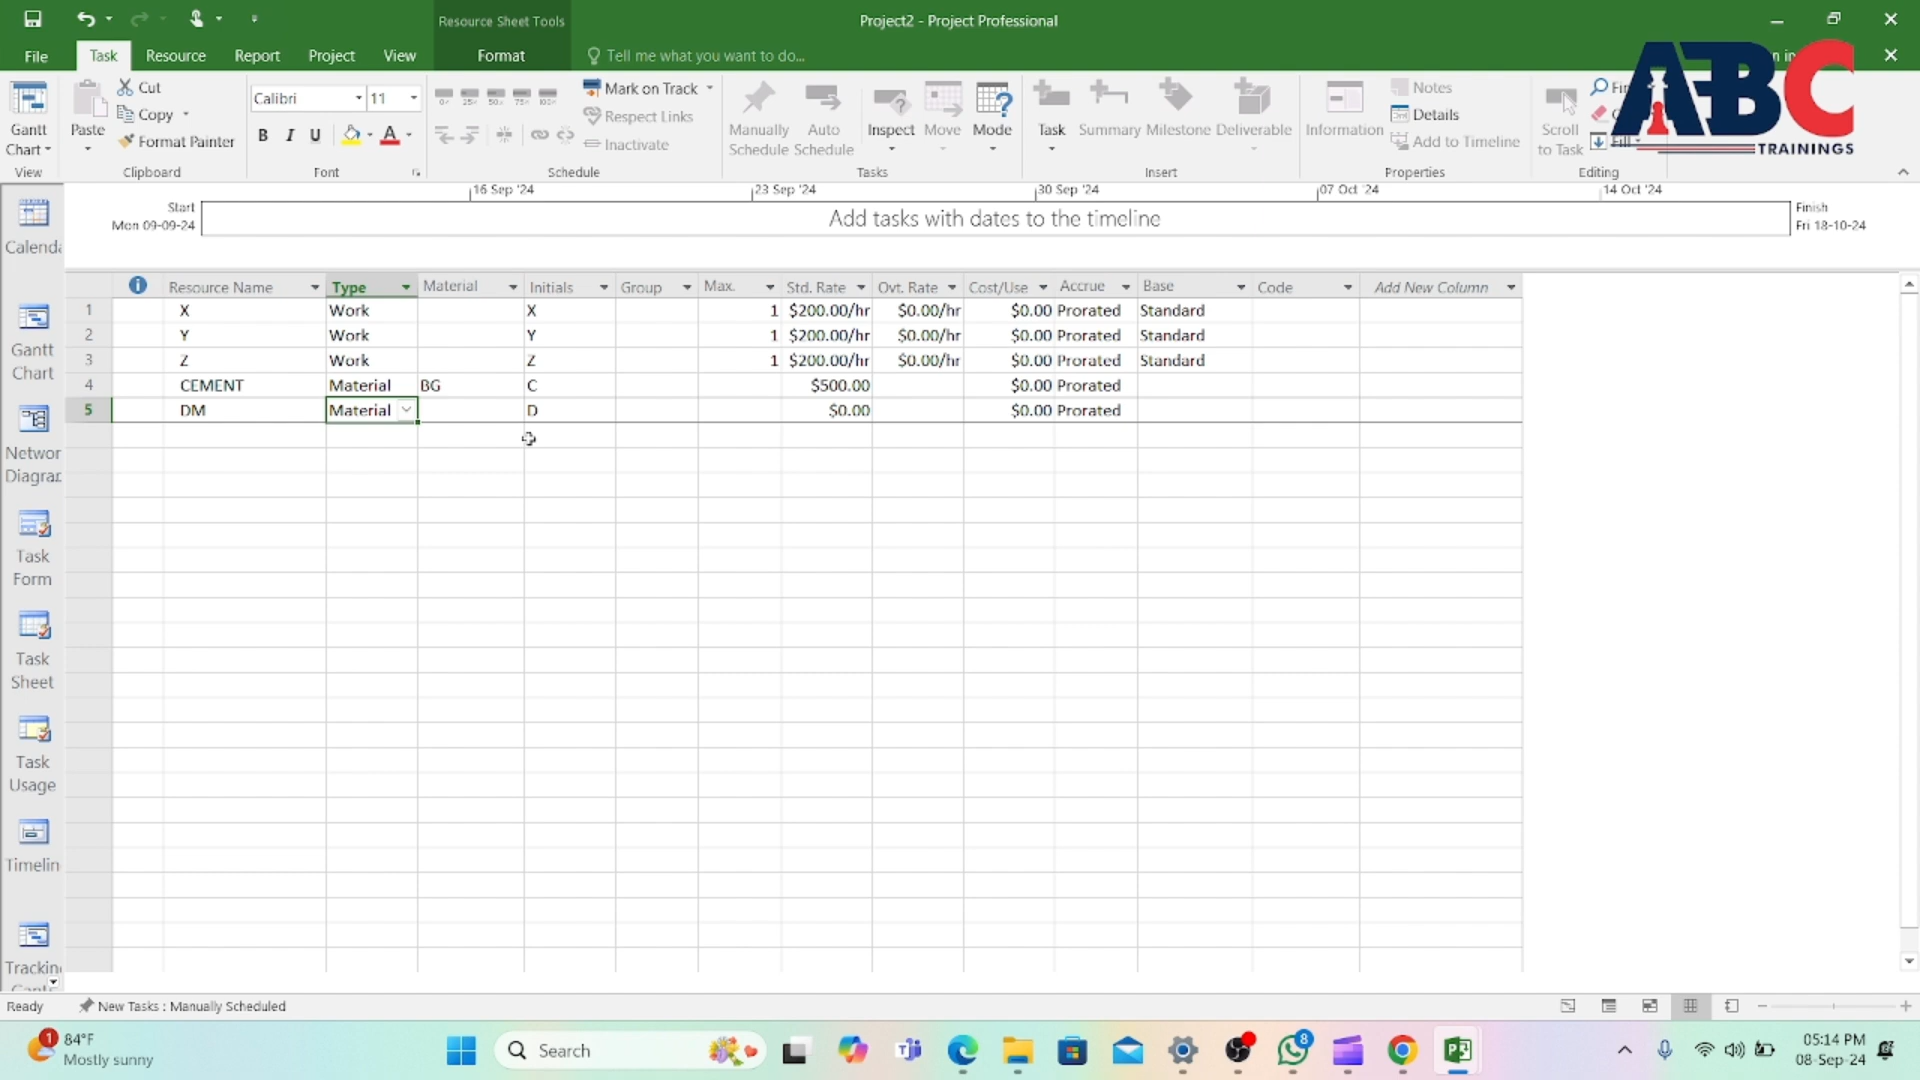 Resource Sheet Tools
Project2 - Project Professional
File
Task
Resource
Report
Project
View
Format
Tell me what you want to do...
Gantt
Chart
View
Paste
Cut
Copy
Format Painter
Clipboard
Calibri
11
B I U
A
Font
0%
25%
50%
75%
100%
Mark on Track
Respect Links
Inactivate
Schedule
Manually
Schedule
Auto
Schedule
Inspect
Move
Mode
Tasks
Task
Summary
Milestone
Deliverable
Insert
Information
Notes
Details
Add to Timeline
Properties
Scroll
to Task
Fill
Editing
ABC
TRAININGS
16 Sep '24
23 Sep '24
30 Sep '24
07 Oct '24
14 Oct '24
Start
Mon 09-09-24
Add tasks with dates to the timeline
Finish
Fri 18-10-24
Resource Name Type Material Initials Group Max. Std. Rate Ovt. Rate Cost/Use Accrue Base Code Add New Column
1 X Work X 1 $200.00/hr $0.00/hr $0.00 Prorated Standard
2 Y Work Y 1 $200.00/hr $0.00/hr $0.00 Prorated Standard
3 Z Work Z 1 $200.00/hr $0.00/hr $0.00 Prorated Standard
4 CEMENT Material BG C $500.00 $0.00 Prorated
5 DM Material D $0.00 $0.00 Prorated
Calenda
Gantt
Chart
Networ
Diagrar
Task
Form
Task
Sheet
Task
Usage
Timelin
Trackin
Ready
New Tasks : Manually Scheduled
1
84°F
Mostly sunny
Search
8
05:14 PM
08-Sep-24